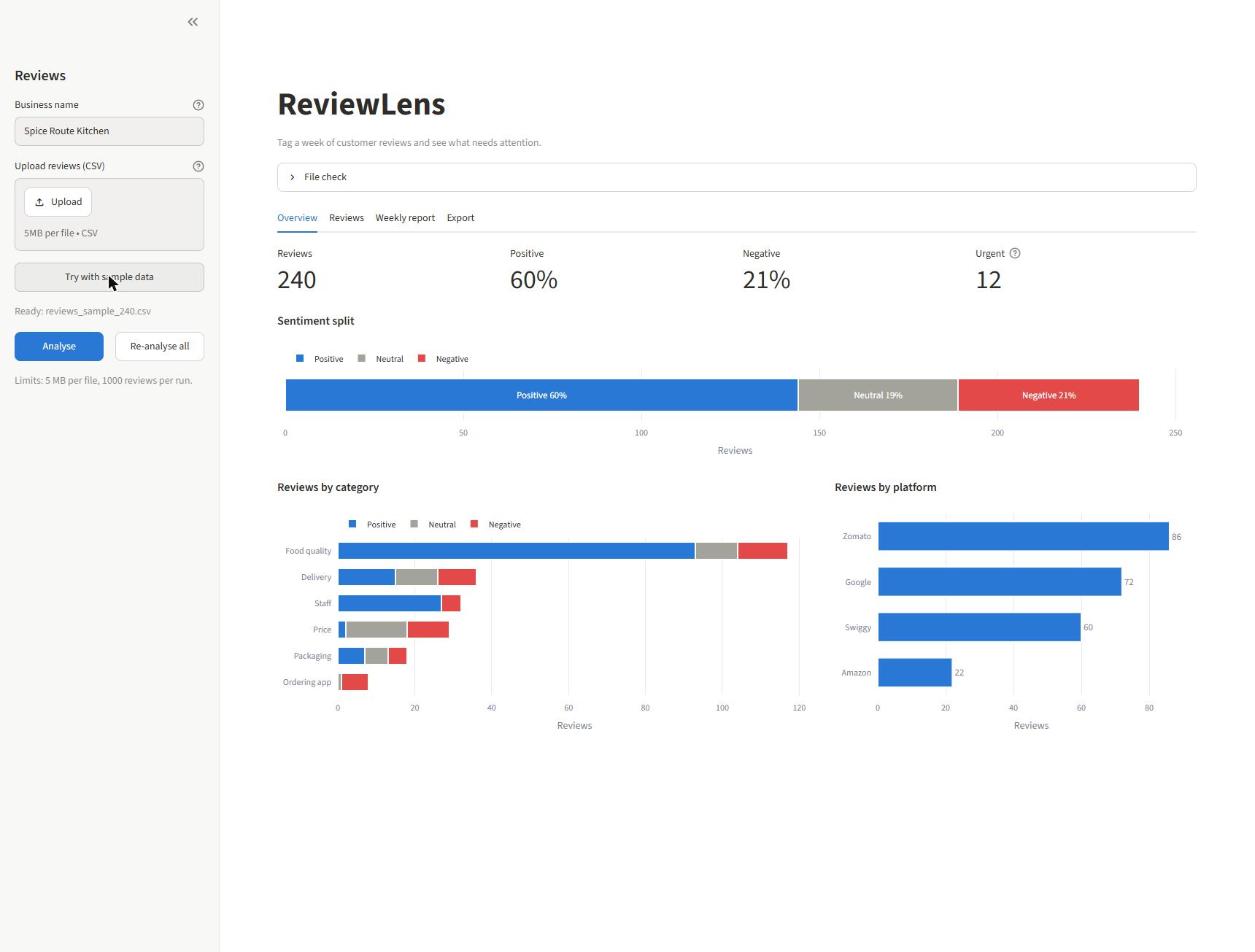 Reviews
Business name
Spice Route Kitchen
Upload reviews (CSV)
Upload
5MB per file • CSV
Try with sample data
Ready: reviews_sample_240.csv
Analyse Re-analyse all
Limits: 5 MB per file, 1000 reviews per run.
ReviewLens
Tag a week of customer reviews and see what needs attention.
File check
Overview Reviews Weekly report Export
Reviews Positive Negative Urgent
240 60% 21% 12
Sentiment split
Positive Neutral Negative
Positive 60% Neutral 19% Negative 21%
0 50 100 150 200 250
Reviews
Reviews by category
Positive Neutral Negative
Food quality
Delivery
Staff
Price
Packaging
Ordering app
0 20 40 60 80 100 120
Reviews
Reviews by platform
Zomato 86
Google 72
Swiggy 60
Amazon 22
0 20 40 60 80
Reviews